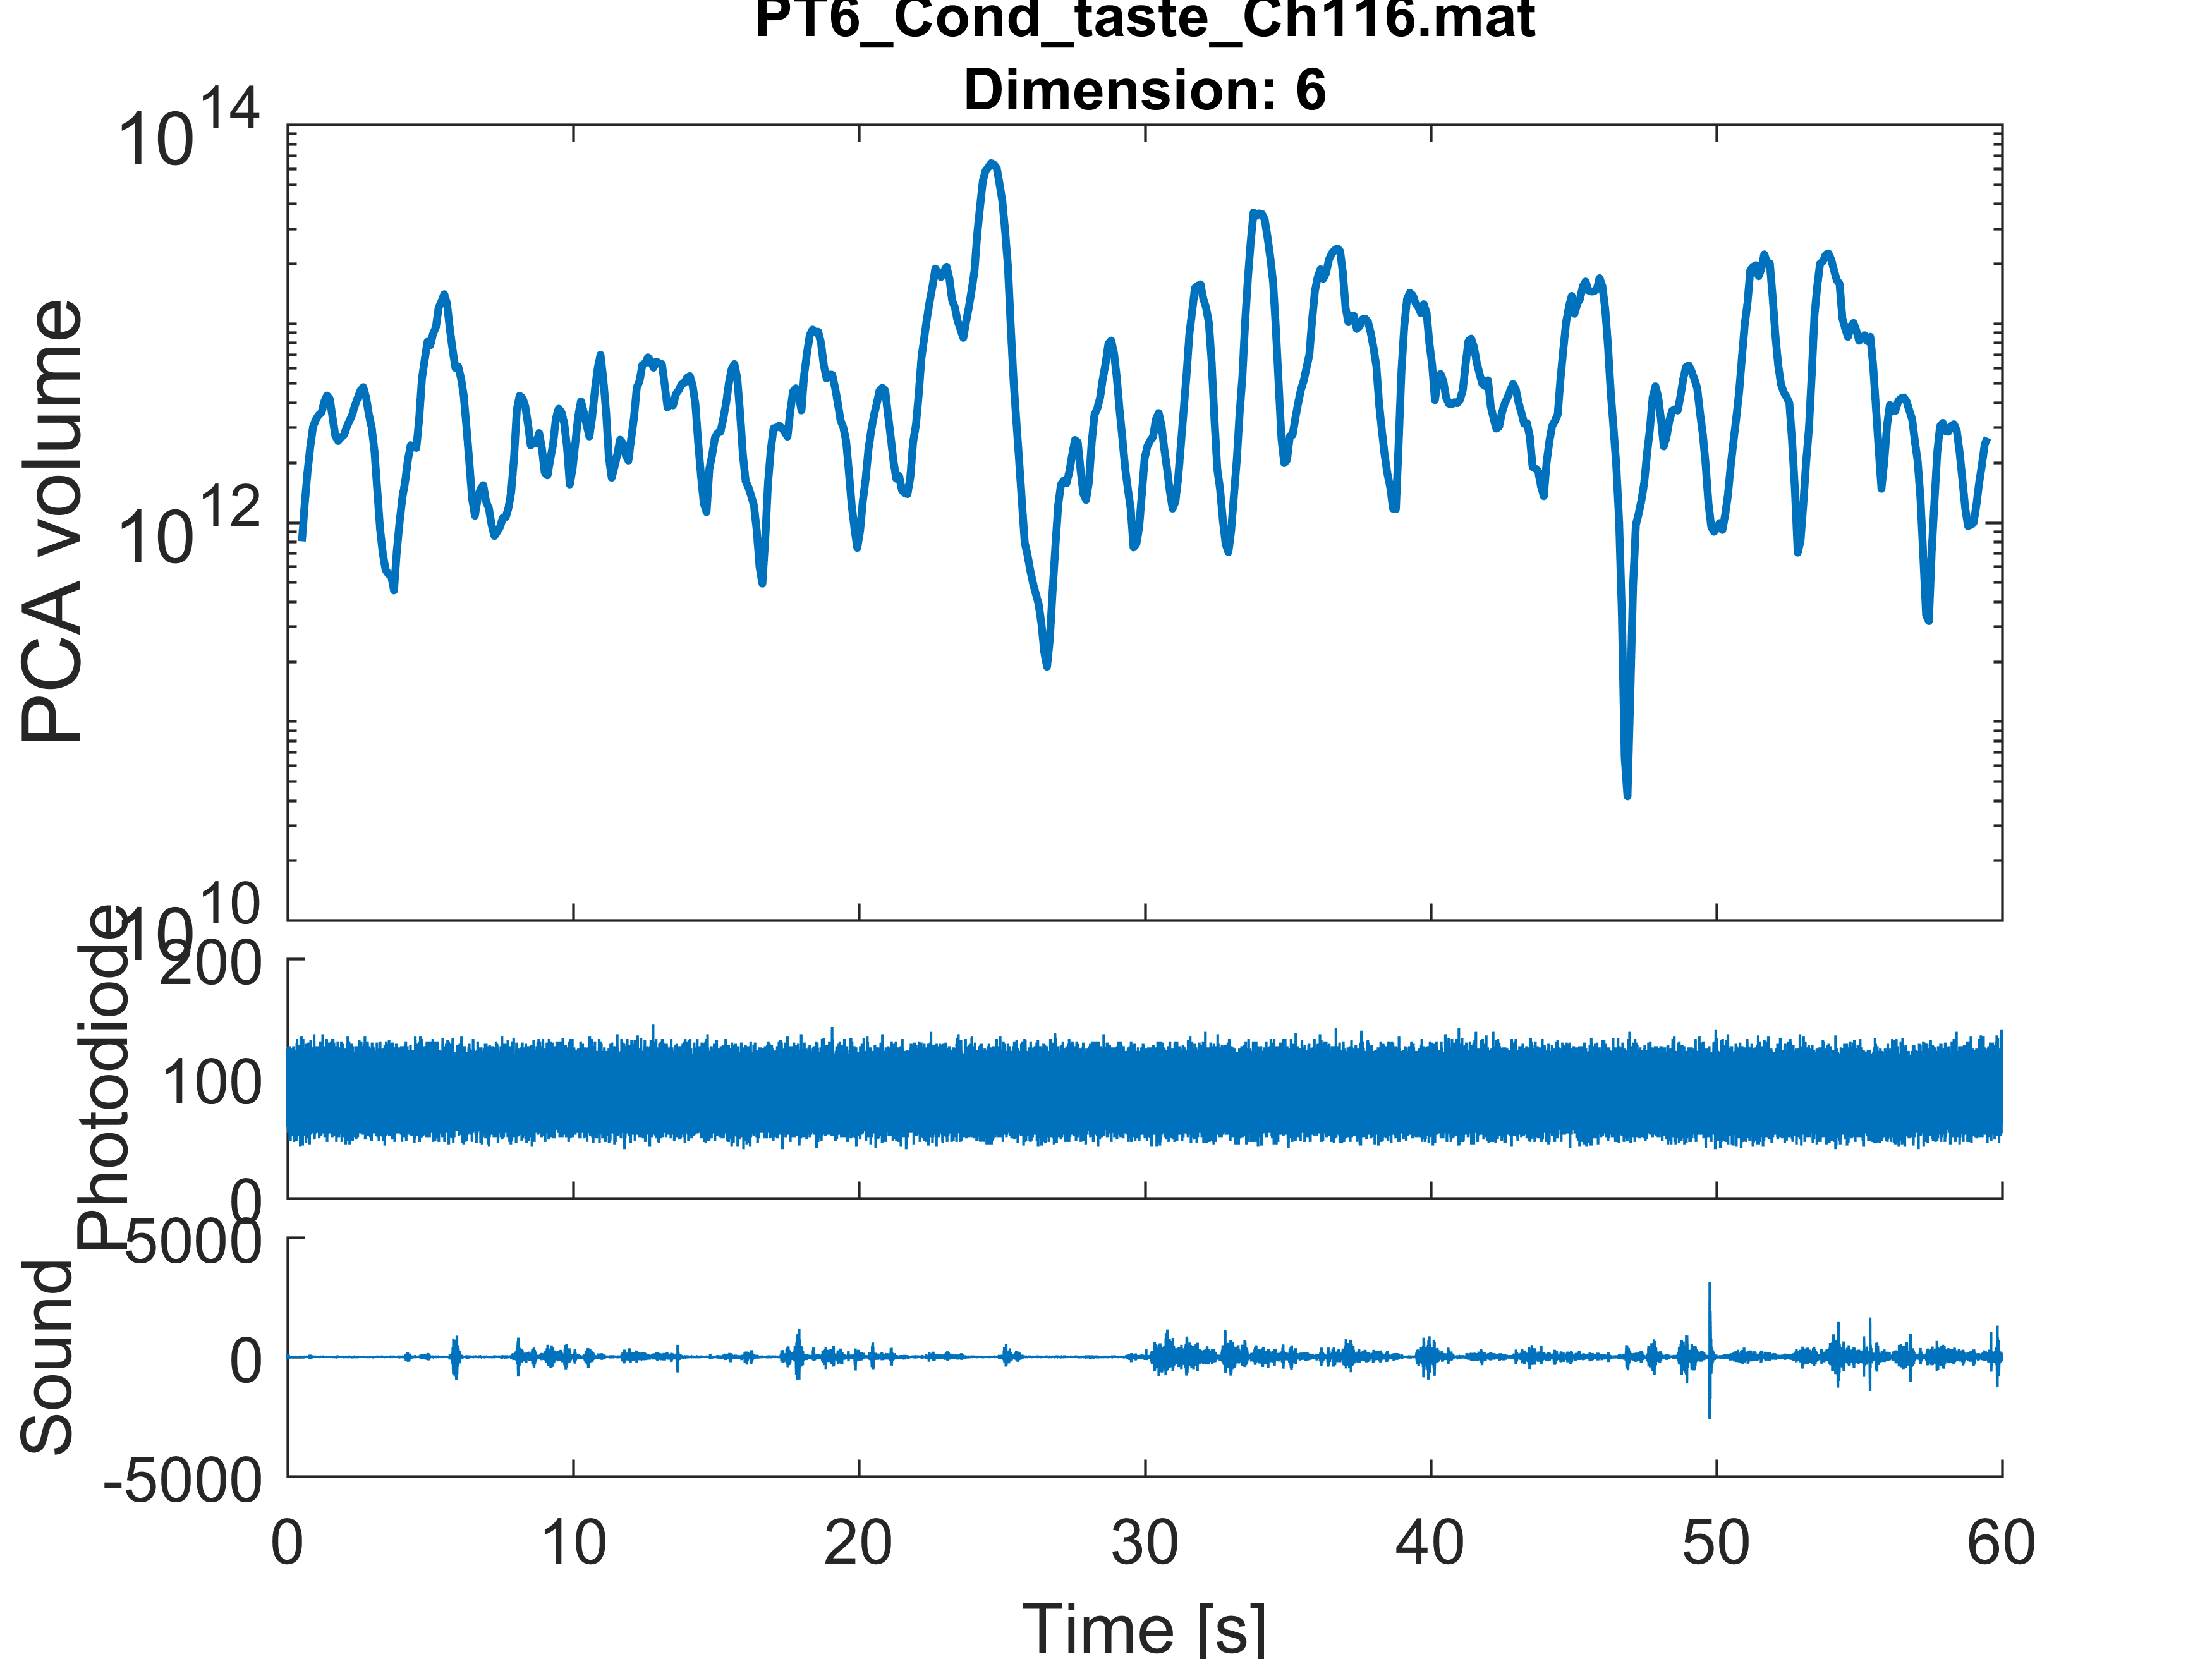 PT6_Cond_taste_Ch116.mat
Dimension: 6
PCA volume
10^14
10^12
10^10
Photodiode
200
100
0
Sound
5000
0
-5000
0 10 20 30 40 50 60
Time [s]